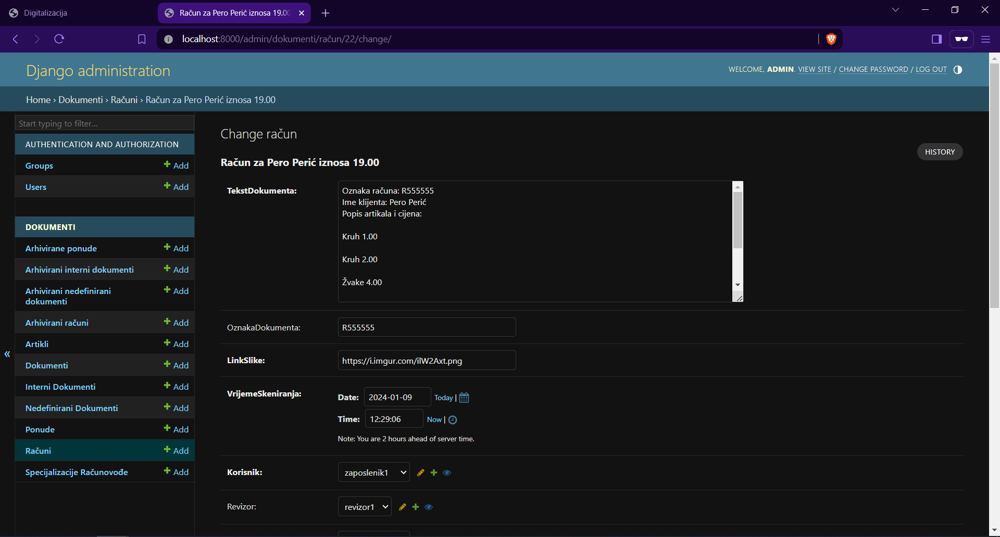 Digitalizacija
Račun za Pero Perić iznosa 19.00
localhost:8000/admin/dokumenti/račun/22/change/
Django administration
WELCOME, ADMIN. VIEW SITE / CHANGE PASSWORD / LOG OUT
Home › Dokumenti › Računi › Račun za Pero Perić iznosa 19.00
Start typing to filter...
AUTHENTICATION AND AUTHORIZATION
Groups Add
Users Add
DOKUMENTI
Arhivirane ponude Add
Arhivirani interni dokumenti Add
Arhivirani nedefinirani dokumenti Add
Arhivirani računi Add
Artikli Add
Dokumenti Add
Interni Dokumenti Add
Nedefinirani Dokumenti Add
Ponude Add
Računi Add
Specijalizacije Računovođe Add
«
Change račun
HISTORY
Račun za Pero Perić iznosa 19.00
TekstDokumenta:
Oznaka računa: R555555
Ime klijenta: Pero Perić
Popis artikala i cijena:
Kruh 1.00
Kruh 2.00
Žvake 4.00
OznakaDokumenta: R555555
LinkSlike: https://i.imgur.com/ilW2Axt.png
VrijemeSkeniranja:
Date: 2024-01-09 Today |
Time: 12:29:06 Now |
Note: You are 2 hours ahead of server time.
Korisnik: zaposlenik1
Revizor: revizor1